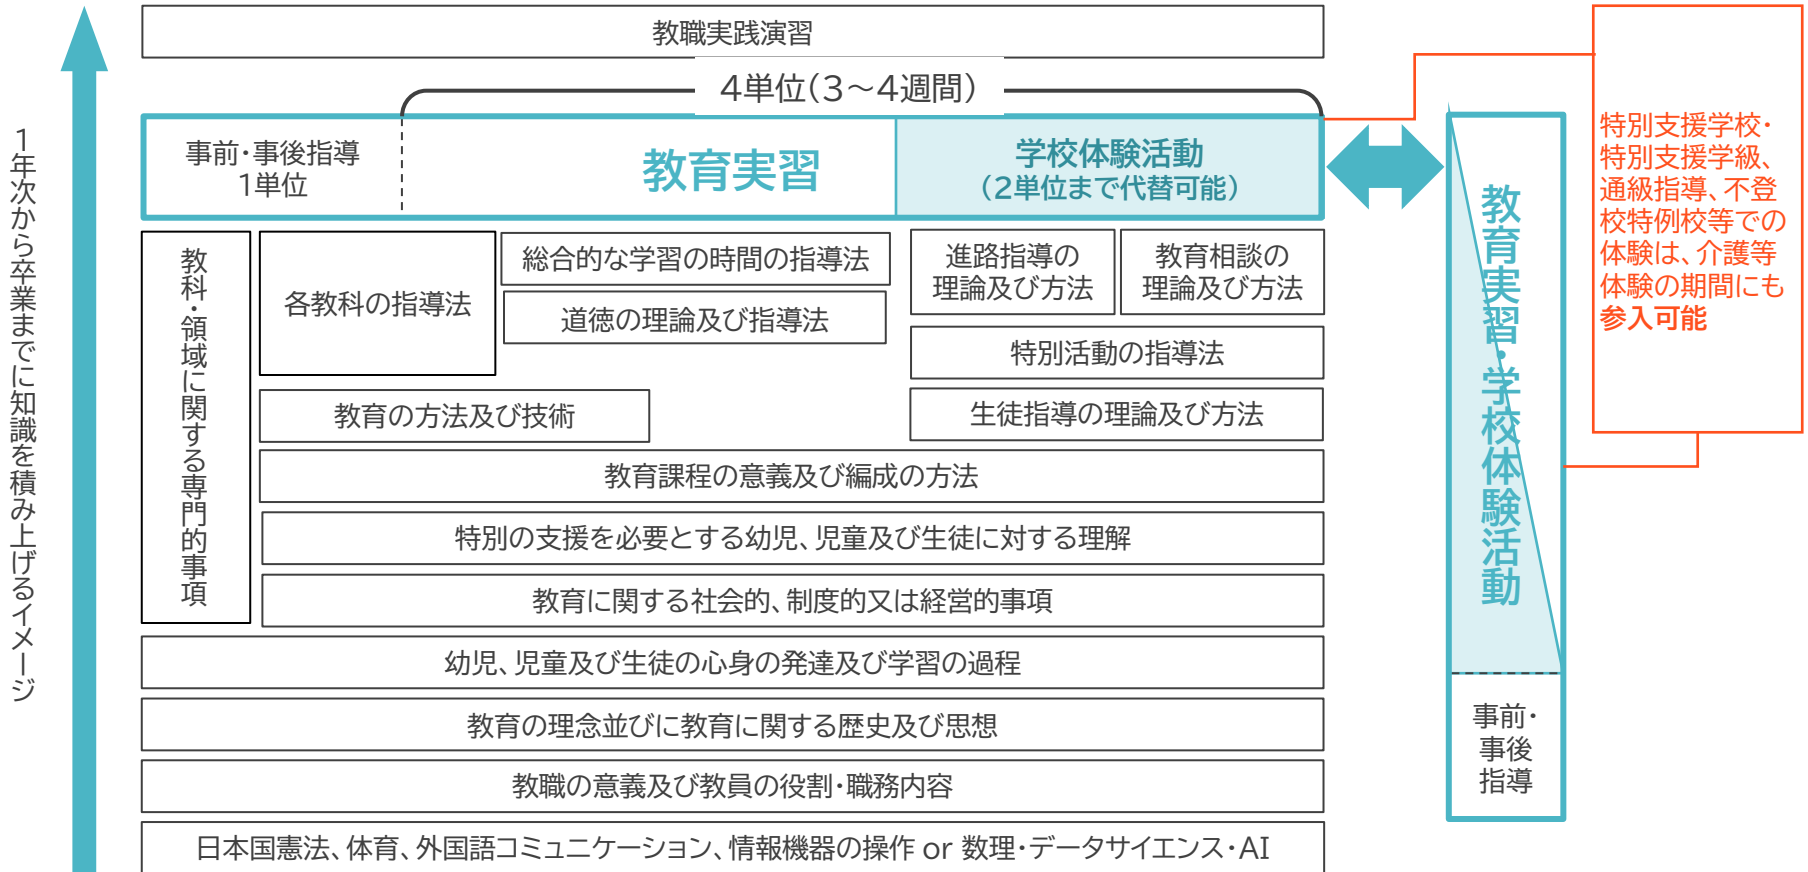 教職実践演習
4単位(3～4週間)
事前・事後指導
1単位
教育実習
学校体験活動
(2単位まで代替可能)
教科・領域に関する専門的事項
各教科の指導法
総合的な学習の時間の指導法
道徳の理論及び指導法
進路指導の
理論及び方法
教育相談の
理論及び方法
特別活動の指導法
教育の方法及び技術
生徒指導の理論及び方法
教育課程の意義及び編成の方法
特別の支援を必要とする幼児、児童及び生徒に対する理解
教育に関する社会的、制度的又は経営的事項
幼児、児童及び生徒の心身の発達及び学習の過程
教育の理念並びに教育に関する歴史及び思想
教職の意義及び教員の役割・職務内容
日本国憲法、体育、外国語コミュニケーション、情報機器の操作 or 数理・データサイエンス・AI
1年次から卒業までに知識を積み上げるイメージ
教育実習・学校体験活動
事前・
事後
指導
特別支援学校・
特別支援学級、
通級指導、不登
校特例校等での
体験は、介護等
体験の期間にも
参入可能